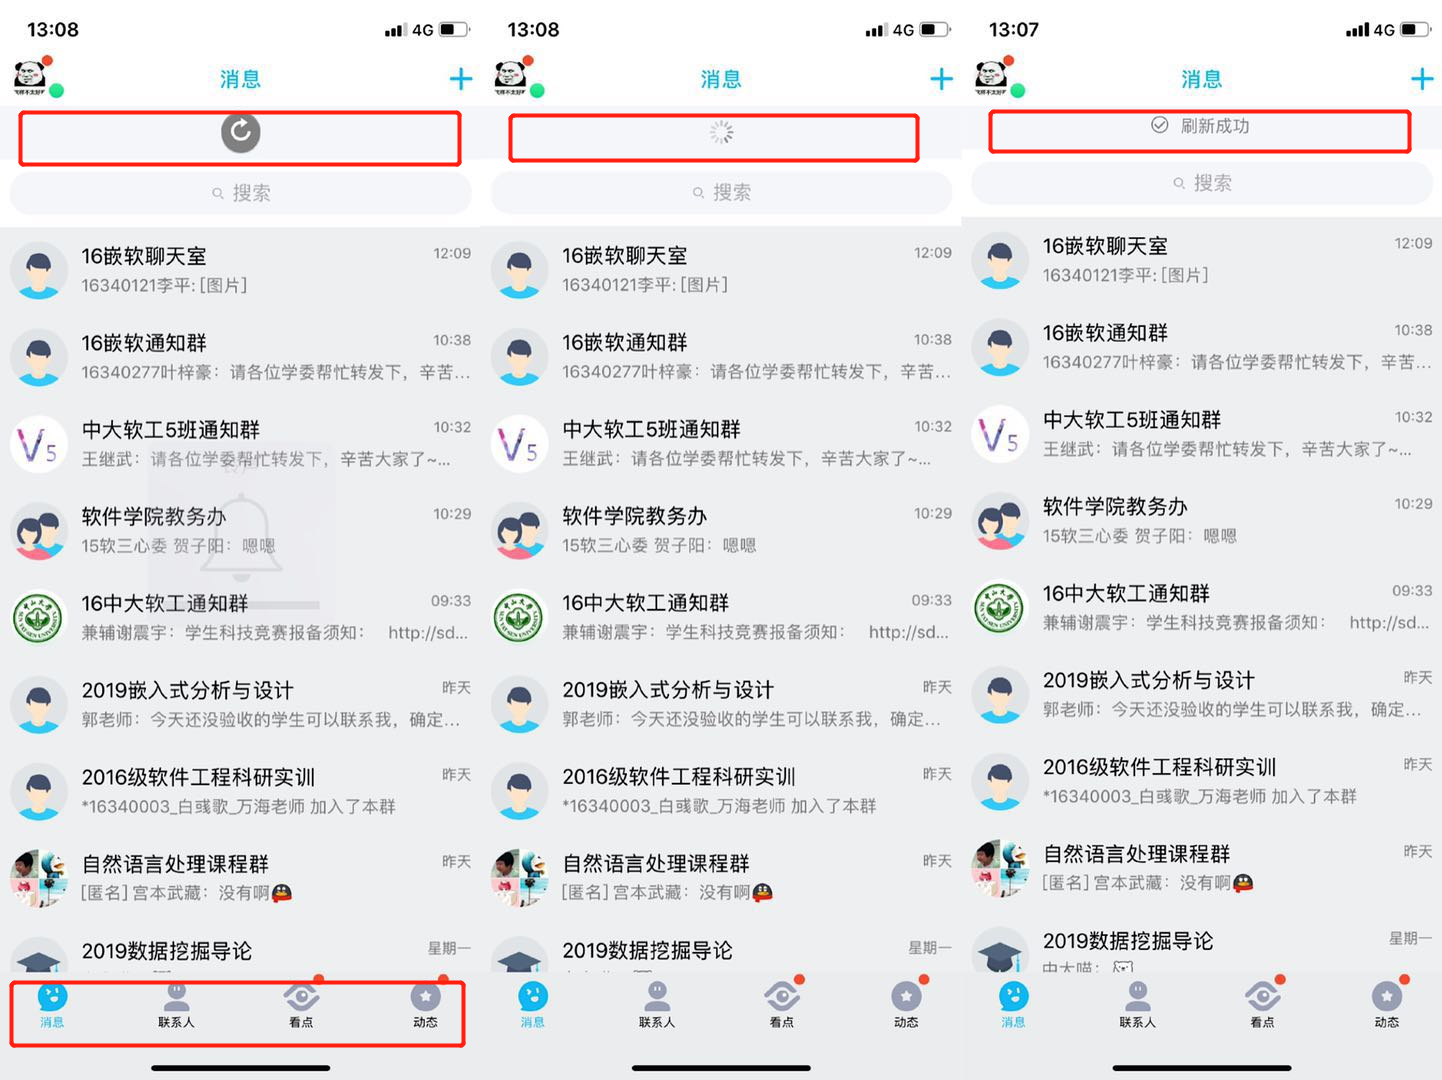 13:08
4G
消息
搜索
16嵌软聊天室
12:09
16340121李平: [图片]
16嵌软通知群
10:38
16340277叶梓豪：请各位学委帮忙转发下，辛苦...
中大软工5班通知群
10:32
王继武：请各位学委帮忙转发下，辛苦大家了~...
软件学院教务办
10:29
15软三心委 贺子阳：嗯嗯
16中大软工通知群
09:33
兼辅谢震宇：学生科技竞赛报备须知： http://sd...
2019嵌入式分析与设计
昨天
郭老师：今天还没验收的学生可以联系我，确定...
2016级软件工程科研实训
昨天
*16340003_白彧歌_万海老师 加入了本群
自然语言处理课程群
昨天
[匿名] 宫本武藏：没有啊
2019数据挖掘导论
星期一
消息
联系人
看点
动态
13:08
4G
消息
搜索
16嵌软聊天室
12:09
16340121李平: [图片]
16嵌软通知群
10:38
16340277叶梓豪：请各位学委帮忙转发下，辛苦...
中大软工5班通知群
10:32
王继武：请各位学委帮忙转发下，辛苦大家了~...
软件学院教务办
10:29
15软三心委 贺子阳：嗯嗯
16中大软工通知群
09:33
兼辅谢震宇：学生科技竞赛报备须知： http://sd...
2019嵌入式分析与设计
昨天
郭老师：今天还没验收的学生可以联系我，确定...
2016级软件工程科研实训
昨天
*16340003_白彧歌_万海老师 加入了本群
自然语言处理课程群
昨天
[匿名] 宫本武藏：没有啊
2019数据挖掘导论
星期一
消息
联系人
看点
动态
13:07
4G
消息
刷新成功
搜索
16嵌软聊天室
12:09
16340121李平: [图片]
16嵌软通知群
10:38
16340277叶梓豪：请各位学委帮忙转发下，辛苦...
中大软工5班通知群
10:32
王继武：请各位学委帮忙转发下，辛苦大家了~...
软件学院教务办
10:29
15软三心委 贺子阳：嗯嗯
16中大软工通知群
09:33
兼辅谢震宇：学生科技竞赛报备须知： http://sd...
2019嵌入式分析与设计
昨天
郭老师：今天还没验收的学生可以联系我，确定...
2016级软件工程科研实训
昨天
*16340003_白彧歌_万海老师 加入了本群
自然语言处理课程群
昨天
[匿名] 宫本武藏：没有啊
2019数据挖掘导论
星期一
中大喵：
消息
联系人
看点
动态